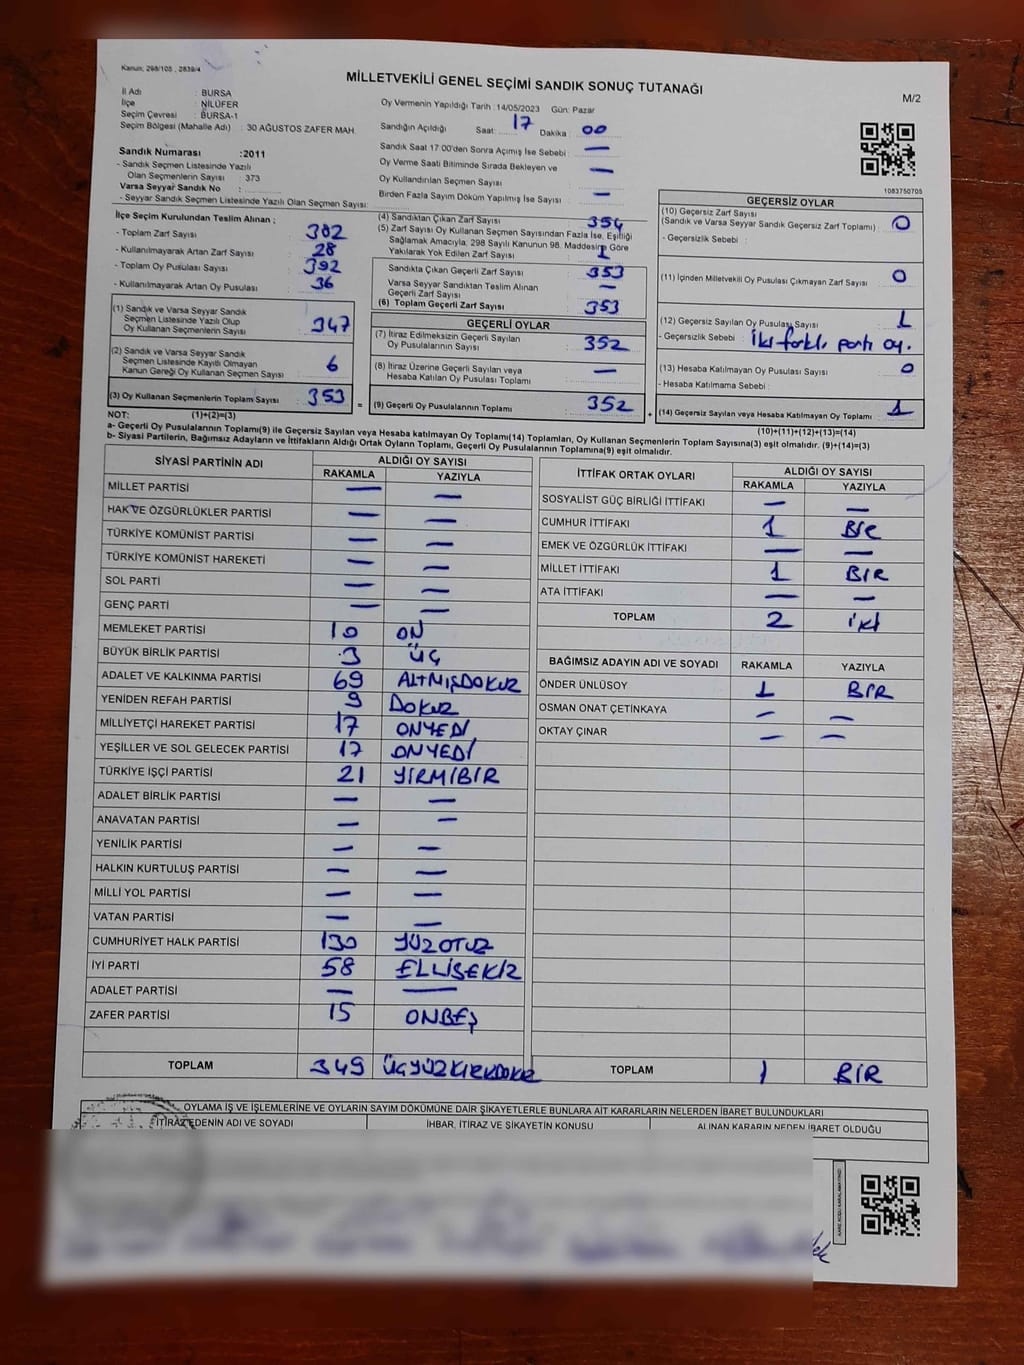 Kanun; 298/105 , 2839/4
MİLLETVEKİLİ GENEL SEÇİMİ SANDIK SONUÇ TUTANAĞI
M/2
İl Adı : BURSA
İlçe : NİLÜFER
Seçim Çevresi : BURSA-1
Seçim Bölgesi (Mahalle Adı) : 30 AĞUSTOS ZAFER MAH.
Oy Vermenin Yapıldığı Tarih :14/05/2023 Gün: Pazar
Sandığın Açıldığı Saat: 17 Dakika : 00
Sandık Saat 17:00'den Sonra Açımış İse Sebebi : —
Oy Verme Saati Bitiminde Sırada Bekleyen ve
Oy Kullandırılan Seçmen Sayısı : —
Birden Fazla Sayım Döküm Yapılmış İse Sayısı : —
Sandık Numarası :2011
- Sandık Seçmen Listesinde Yazılı
Olan Seçmenlerin Sayısı : 373
Varsa Seyyar Sandık No :
- Seyyar Sandık Seçmen Listesinde Yazılı Olan Seçmen Sayısı:
1083750705
İlçe Seçim Kurulundan Teslim Alınan ;
- Toplam Zarf Sayısı : 382
- Kullanılmayarak Artan Zarf Sayısı : 28
- Toplam Oy Pusulası Sayısı : 392
- Kullanılmayarak Artan Oy Pusulası : 36
(1) Sandık ve Varsa Seyyar Sandık
Seçmen Listesinde Yazılı Olup
Oy Kullanan Seçmenlerin Sayısı : 347
(2) Sandık ve Varsa Seyyar Sandık
Seçmen Listesinde Kayıtlı Olmayan
Kanun Gereği Oy Kullanan Seçmen Sayısı : 6
(3) Oy Kullanan Seçmenlerin Toplam Sayısı : 353
(4) Sandıktan Çıkan Zarf Sayısı : 354
(5) Zarf Sayısı Oy Kullanan Seçmen Sayısından Fazla İse, Eşitliği
Sağlamak Amacıyla; 298 Sayılı Kanunun 98. Maddesine Göre
Yakılarak Yok Edilen Zarf Sayısı : 1
Sandıkta Çıkan Geçerli Zarf Sayısı : 353
Varsa Seyyar Sandıktan Teslim Alınan
Geçerli Zarf Sayısı : —
(6) Toplam Geçerli Zarf Sayısı : 353
GEÇERLİ OYLAR
(7) İtiraz Edilmeksizin Geçerli Sayılan
Oy Pusulalarının Sayısı : 352
(8) İtiraz Üzerine Geçerli Sayılan veya
Hesaba Katılan Oy Pusulası Toplamı : —
= (9) Geçerli Oy Pusulalarının Toplamı : 352
GEÇERSİZ OYLAR
(10) Geçersiz Zarf Sayısı : 0
(Sandık ve Varsa Seyyar Sandık Geçersiz Zarf Toplamı)
- Geçersizlik Sebebi :
(11) İçinden Milletvekili Oy Pusulası Çıkmayan Zarf Sayısı : 0
(12) Geçersiz Sayılan Oy Pusulası Sayısı : 1
- Geçersizlik Sebebi : İki farklı parti oy.
(13) Hesaba Katılmayan Oy Pusulası Sayısı : 0
- Hesaba Katılmama Sebebi :
+ (14) Geçersiz Sayılan veya Hesaba Katılmayan Oy Toplamı : 1
NOT: (1)+(2)=(3) (10)+(11)+(12)+(13)=(14)
a- Geçerli Oy Pusulalarının Toplamı(9) ile Geçersiz Sayılan veya Hesaba katılmayan Oy Toplamı(14) Toplamları, Oy Kullanan Seçmenlerin Toplam Sayısına(3) eşit olmalıdır. (9)+(14)=(3)
b- Siyasi Partilerin, Bağımsız Adayların ve İttifakların Aldığı Ortak Oyların Toplamı, Geçerli Oy Pusulalarının Toplamına(9) eşit olmalıdır.
SİYASİ PARTİNİN ADI ALDIĞI OY SAYISI
RAKAMLA YAZIYLA
MİLLET PARTİSİ — —
HAK VE ÖZGÜRLÜKLER PARTİSİ — —
TÜRKİYE KOMÜNİST PARTİSİ — —
TÜRKİYE KOMÜNİST HAREKETİ — —
SOL PARTİ — —
GENÇ PARTİ — —
MEMLEKET PARTİSİ 10 ON
BÜYÜK BİRLİK PARTİSİ 3 ÜÇ
ADALET VE KALKINMA PARTİSİ 69 ALTMIŞDOKUZ
YENİDEN REFAH PARTİSİ 9 DOKUZ
MİLLİYETÇİ HAREKET PARTİSİ 17 ONYEDİ
YEŞİLLER VE SOL GELECEK PARTİSİ 17 ONYEDİ
TÜRKİYE İŞÇİ PARTİSİ 21 YİRMİBİR
ADALET BİRLİK PARTİSİ — —
ANAVATAN PARTİSİ — —
YENİLİK PARTİSİ — —
HALKIN KURTULUŞ PARTİSİ — —
MİLLİ YOL PARTİSİ — —
VATAN PARTİSİ — —
CUMHURİYET HALK PARTİSİ 130 YÜZOTUZ
İYİ PARTİ 58 ELLİSEKİZ
ADALET PARTİSİ — —
ZAFER PARTİSİ 15 ONBEŞ
TOPLAM 349 ÜÇYÜZKIRKDOKUZ
İTTİFAK ORTAK OYLARI ALDIĞI OY SAYISI
RAKAMLA YAZIYLA
SOSYALİST GÜÇ BİRLİĞİ İTTİFAKI — —
CUMHUR İTTİFAKI 1 BİR
EMEK VE ÖZGÜRLÜK İTTİFAKI — —
MİLLET İTTİFAKI 1 BİR
ATA İTTİFAKI — —
TOPLAM 2 İKİ
BAĞIMSIZ ADAYIN ADI VE SOYADI RAKAMLA YAZIYLA
ÖNDER ÜNLÜSOY 1 BİR
OSMAN ONAT ÇETİNKAYA — —
OKTAY ÇINAR — —
TOPLAM 1 BİR
OYLAMA İŞ VE İŞLEMLERİNE VE OYLARIN SAYIM DÖKÜMÜNE DAİR ŞİKAYETLERLE BUNLARA AİT KARARLARIN NELERDEN İBARET BULUNDUKLARI
İTİRAZ EDENİN ADI VE SOYADI İHBAR, İTİRAZ VE ŞİKAYETİN KONUSU ALINAN KARARIN NEDEN İBARET OLDUĞU